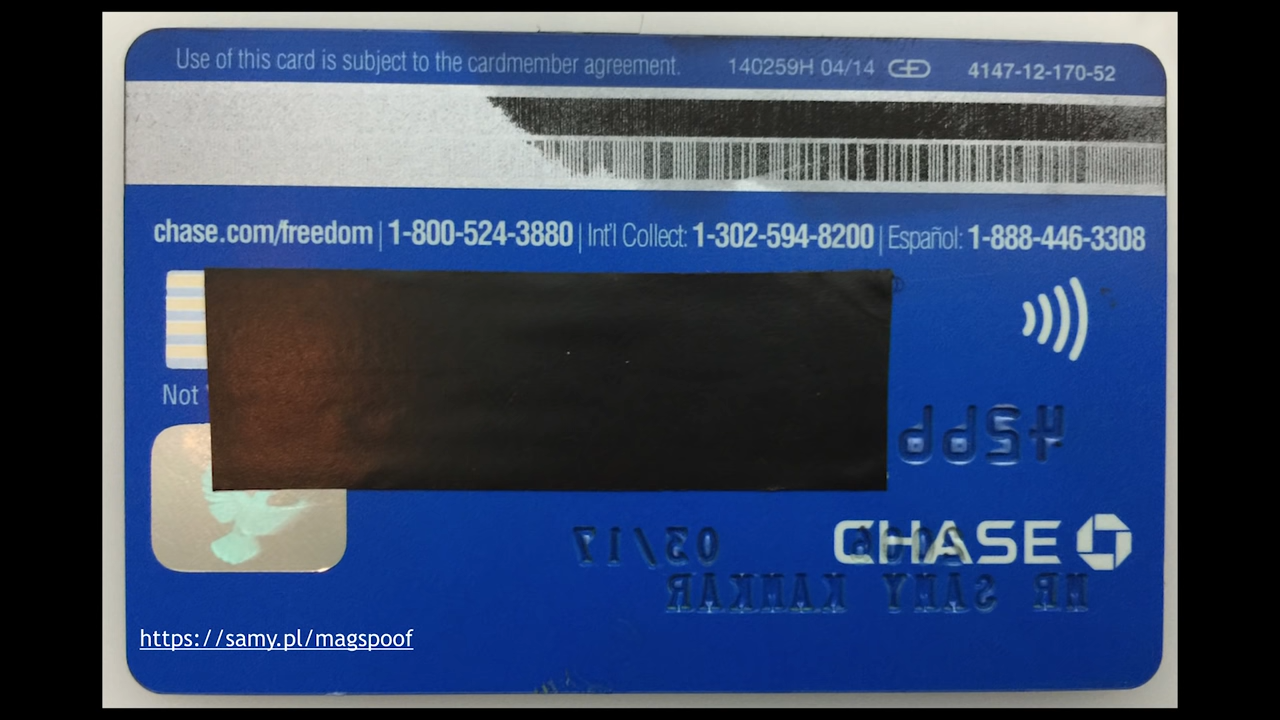 Use of this card is subject to the cardmember agreement. 140259H 04/14 4147-12-170-52
chase.com/freedom | 1-800-524-3880 | Int'l Collect: 1-302-594-8200 | Español: 1-888-446-3308
Not
4266
CHASE
MR SAMY KAMKAR
https://samy.pl/magspoof